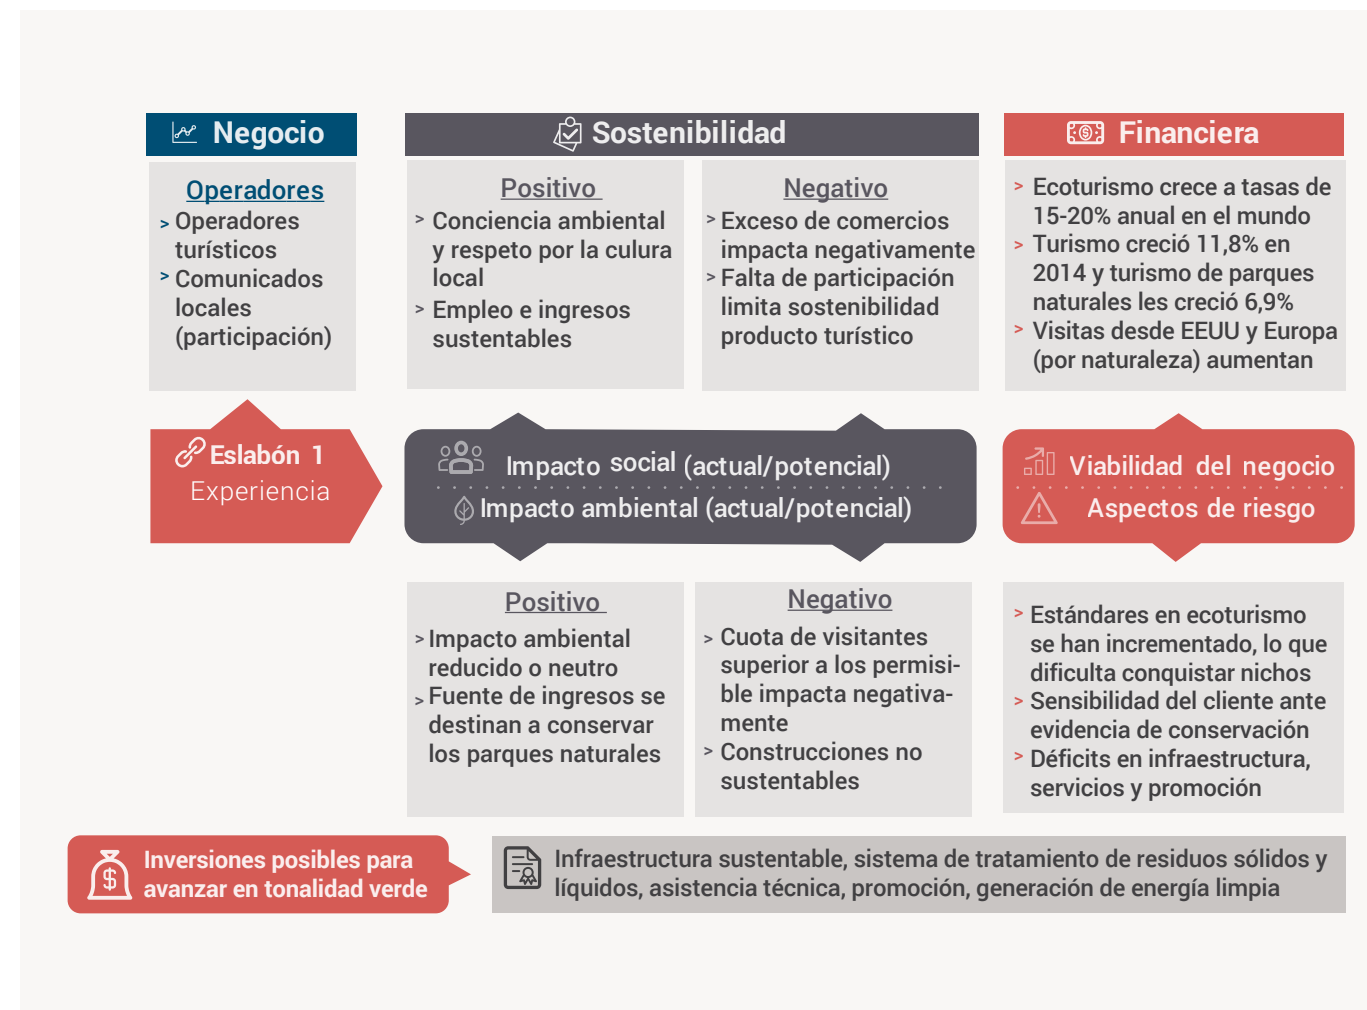 Negocio
Operadores
> Operadores
turísticos
> Comunicados
locales
(participación)
Sostenibilidad
Positivo
> Conciencia ambiental
y respeto por la culura
local
> Empleo e ingresos
sustentables
Negativo
> Exceso de comercios
impacta negativamente
> Falta de participación
limita sostenibilidad
producto turístico
Financiera
> Ecoturismo crece a tasas de
15-20% anual en el mundo
> Turismo creció 11,8% en
2014 y turismo de parques
naturales les creció 6,9%
> Visitas desde EEUU y Europa
(por naturaleza) aumentan
Eslabón 1
Experiencia
Impacto social (actual/potencial)
Impacto ambiental (actual/potencial)
Viabilidad del negocio
Aspectos de riesgo
Positivo
> Impacto ambiental
reducido o neutro
> Fuente de ingresos se
destinan a conservar
los parques naturales
Negativo
> Cuota de visitantes
superior a los permisi-
ble impacta negativa-
mente
> Construcciones no
sustentables
> Estándares en ecoturismo
se han incrementado, lo que
dificulta conquistar nichos
> Sensibilidad del cliente ante
evidencia de conservación
> Déficits en infraestructura,
servicios y promoción
Inversiones posibles para
avanzar en tonalidad verde
Infraestructura sustentable, sistema de tratamiento de residuos sólidos y
líquidos, asistencia técnica, promoción, generación de energía limpia